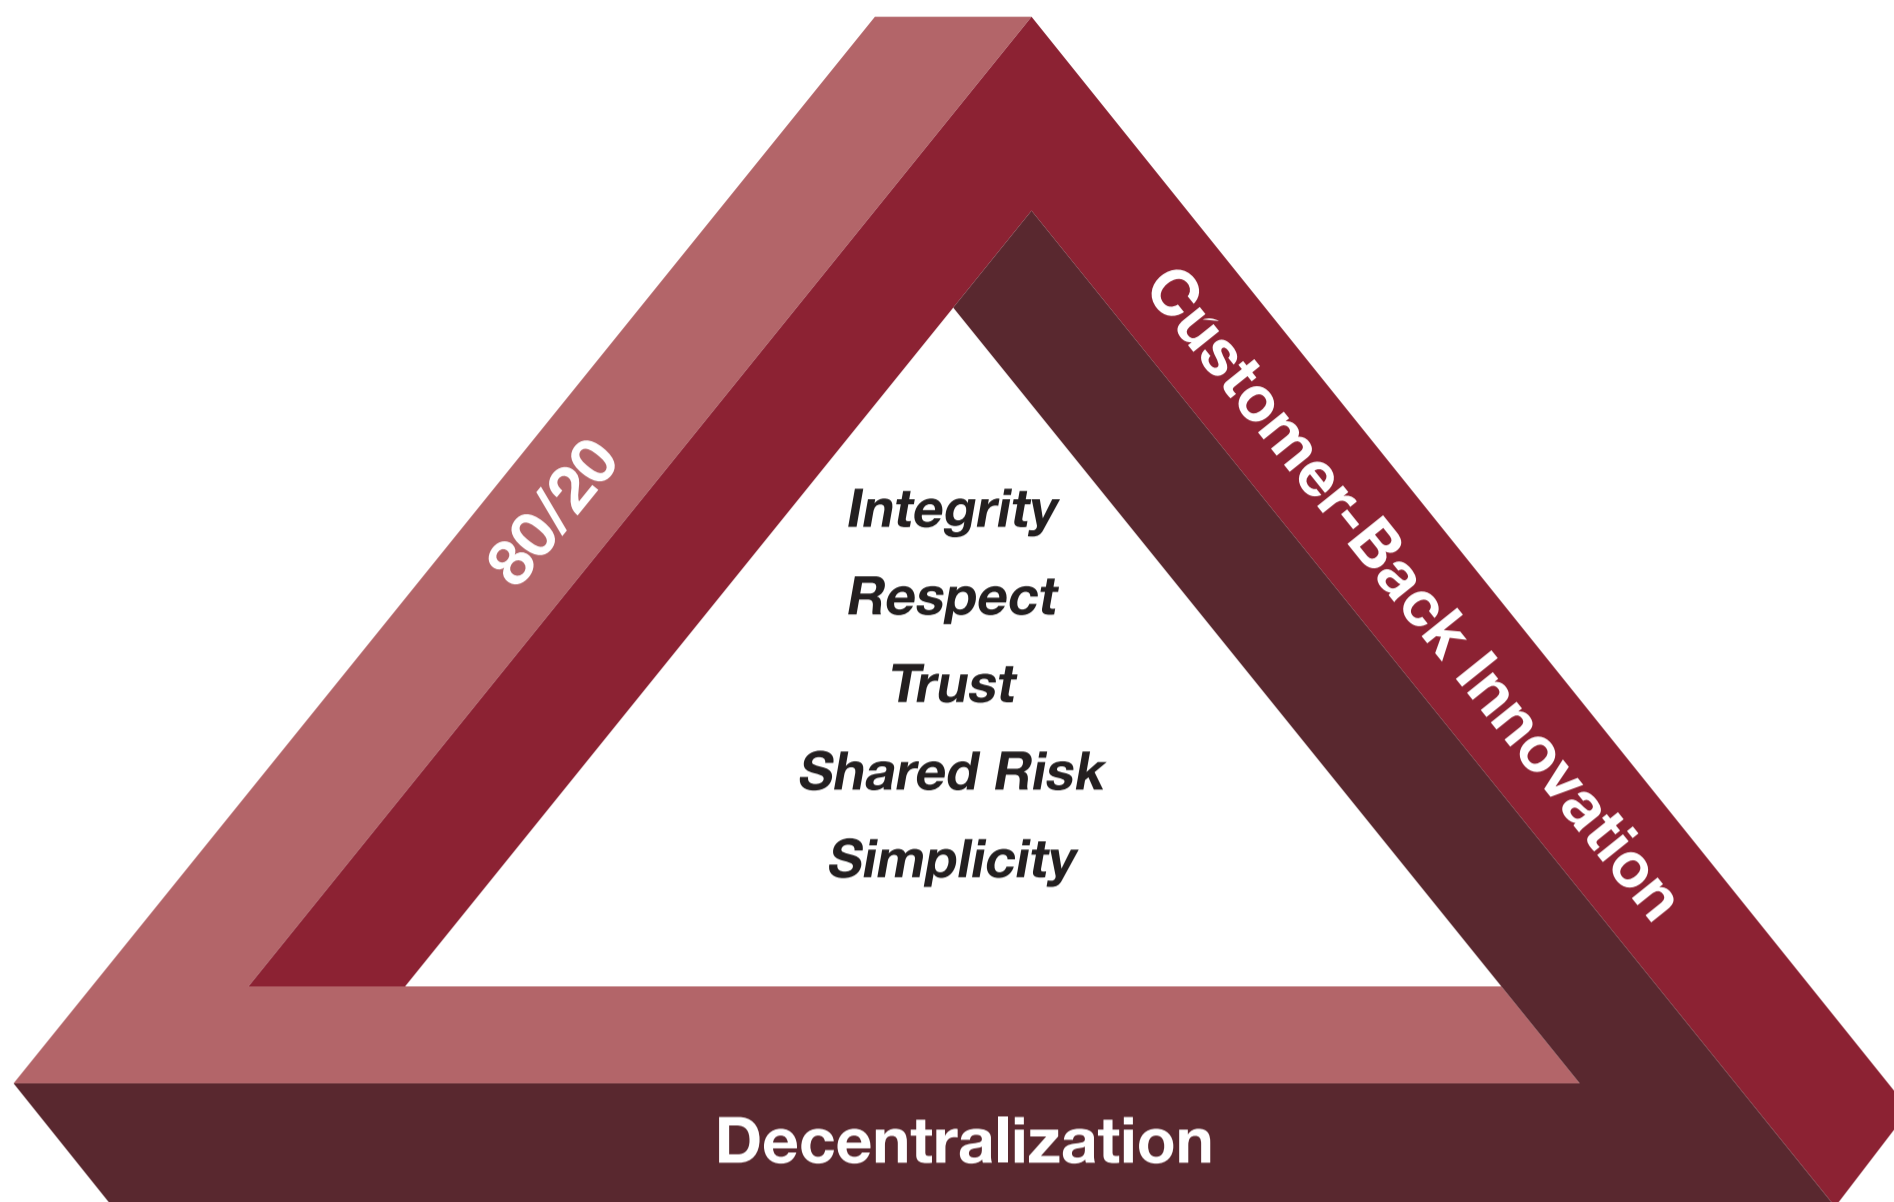 80/20
Customer-Back Innovation
Integrity
Respect
Trust
Shared Risk
Simplicity
Decentralization